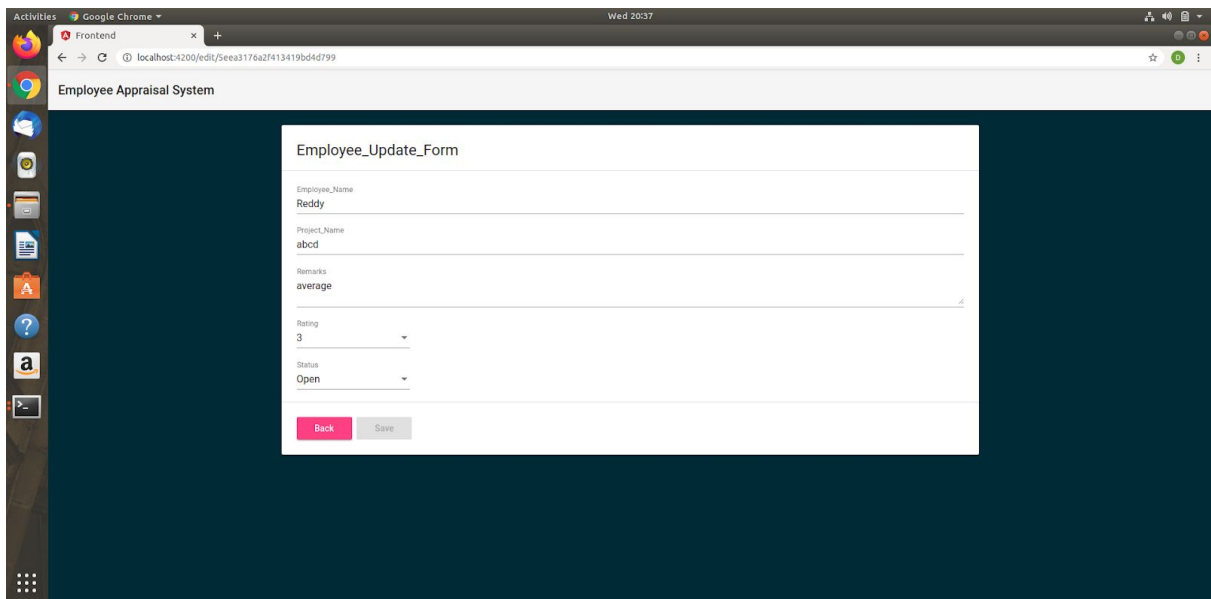 Activities Google Chrome Wed 20:37
Frontend
localhost:4200/edit/5eea3176a2f413419bd4d799 D
Employee Appraisal System
Employee_Update_Form
Employee_Name
Reddy
Project_Name
abcd
Remarks
average
Rating
3
Status
Open
Back Save